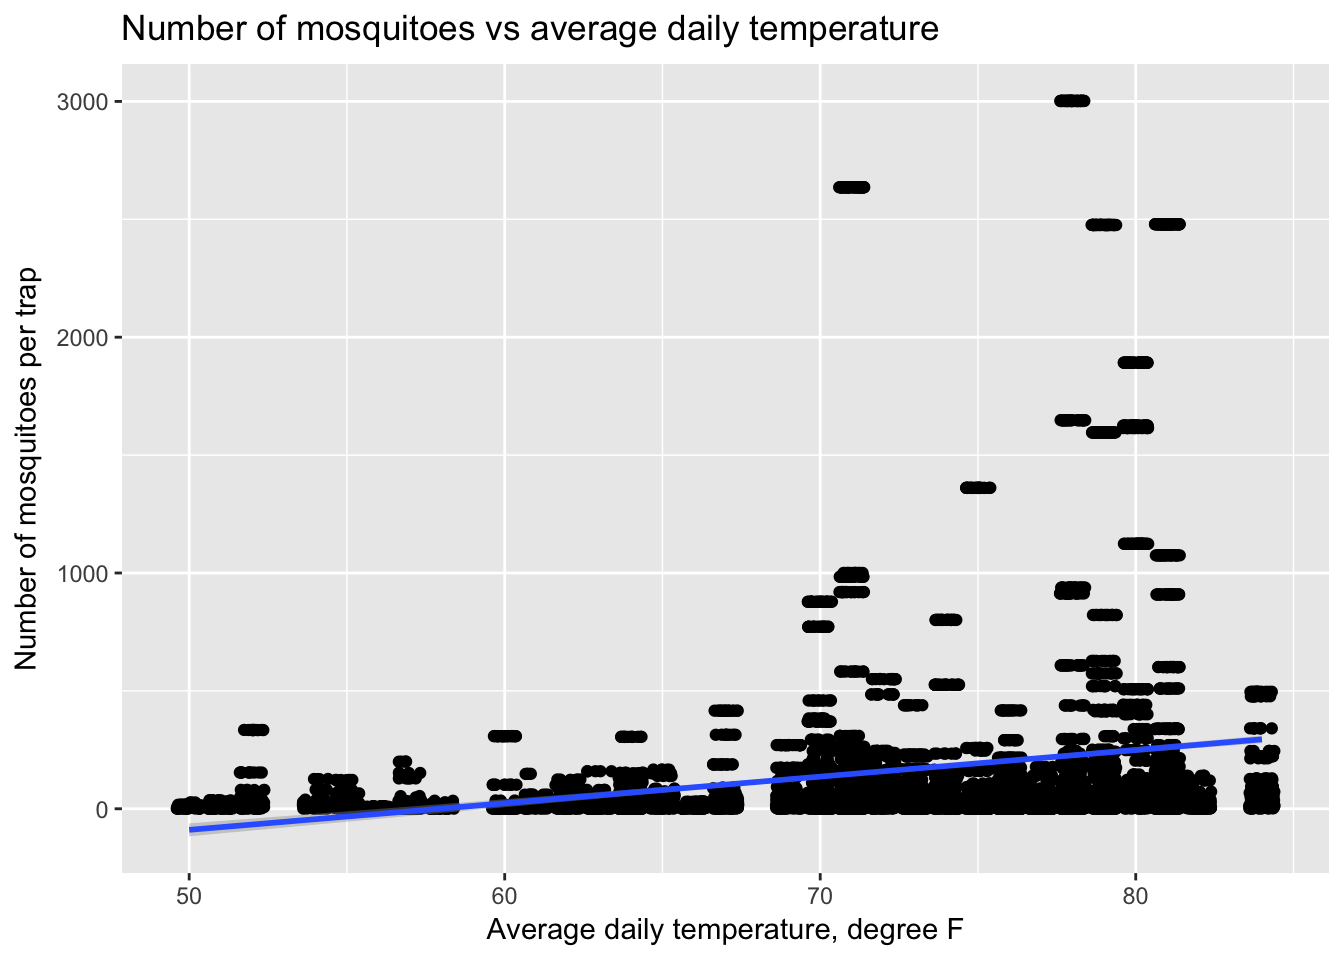 Number of mosquitoes vs average daily temperature
Number of mosquitoes per trap
3000
2000
1000
0
50 60 70 80
Average daily temperature, degree F